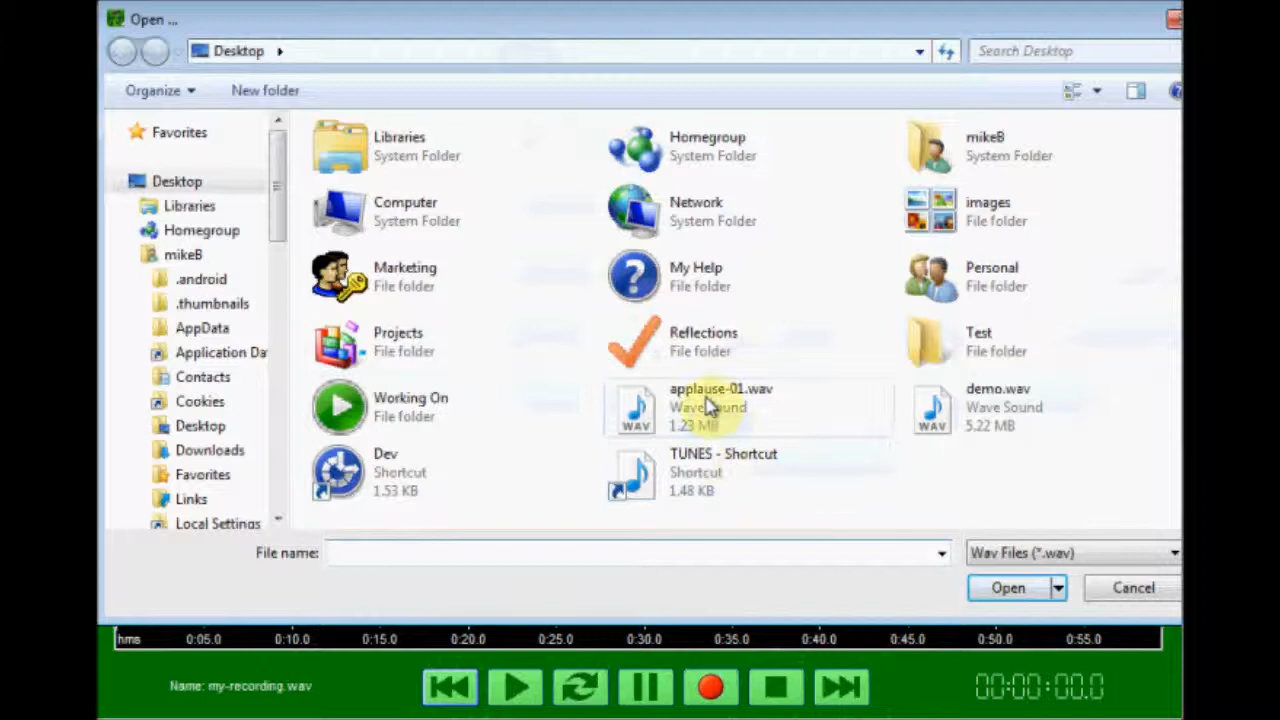 Open ...
Desktop
Search Desktop
Organize
New folder
Favorites
Desktop
Libraries
Homegroup
mikeB
.android
.thumbnails
AppData
Application Da
Contacts
Cookies
Desktop
Downloads
Favorites
Links
Local Settings
Libraries
System Folder
Homegroup
System Folder
mikeB
System Folder
Computer
System Folder
Network
System Folder
images
File folder
Marketing
File folder
My Help
File folder
Personal
File folder
Projects
File folder
Reflections
File folder
Test
File folder
Working On
File folder
WAV
applause-01.wav
Wave Sound
1.23 MB
WAV
demo.wav
Wave Sound
5.22 MB
Dev
Shortcut
1.53 KB
TUNES - Shortcut
Shortcut
1.48 KB
File name:
Wav Files (*.wav)
Open
Cancel
hms 0:05.0 0:10.0 0:15.0 0:20.0 0:25.0 0:30.0 0:35.0 0:40.0 0:45.0 0:50.0 0:55.0
Name: my-recording.wav
00:00:00.0